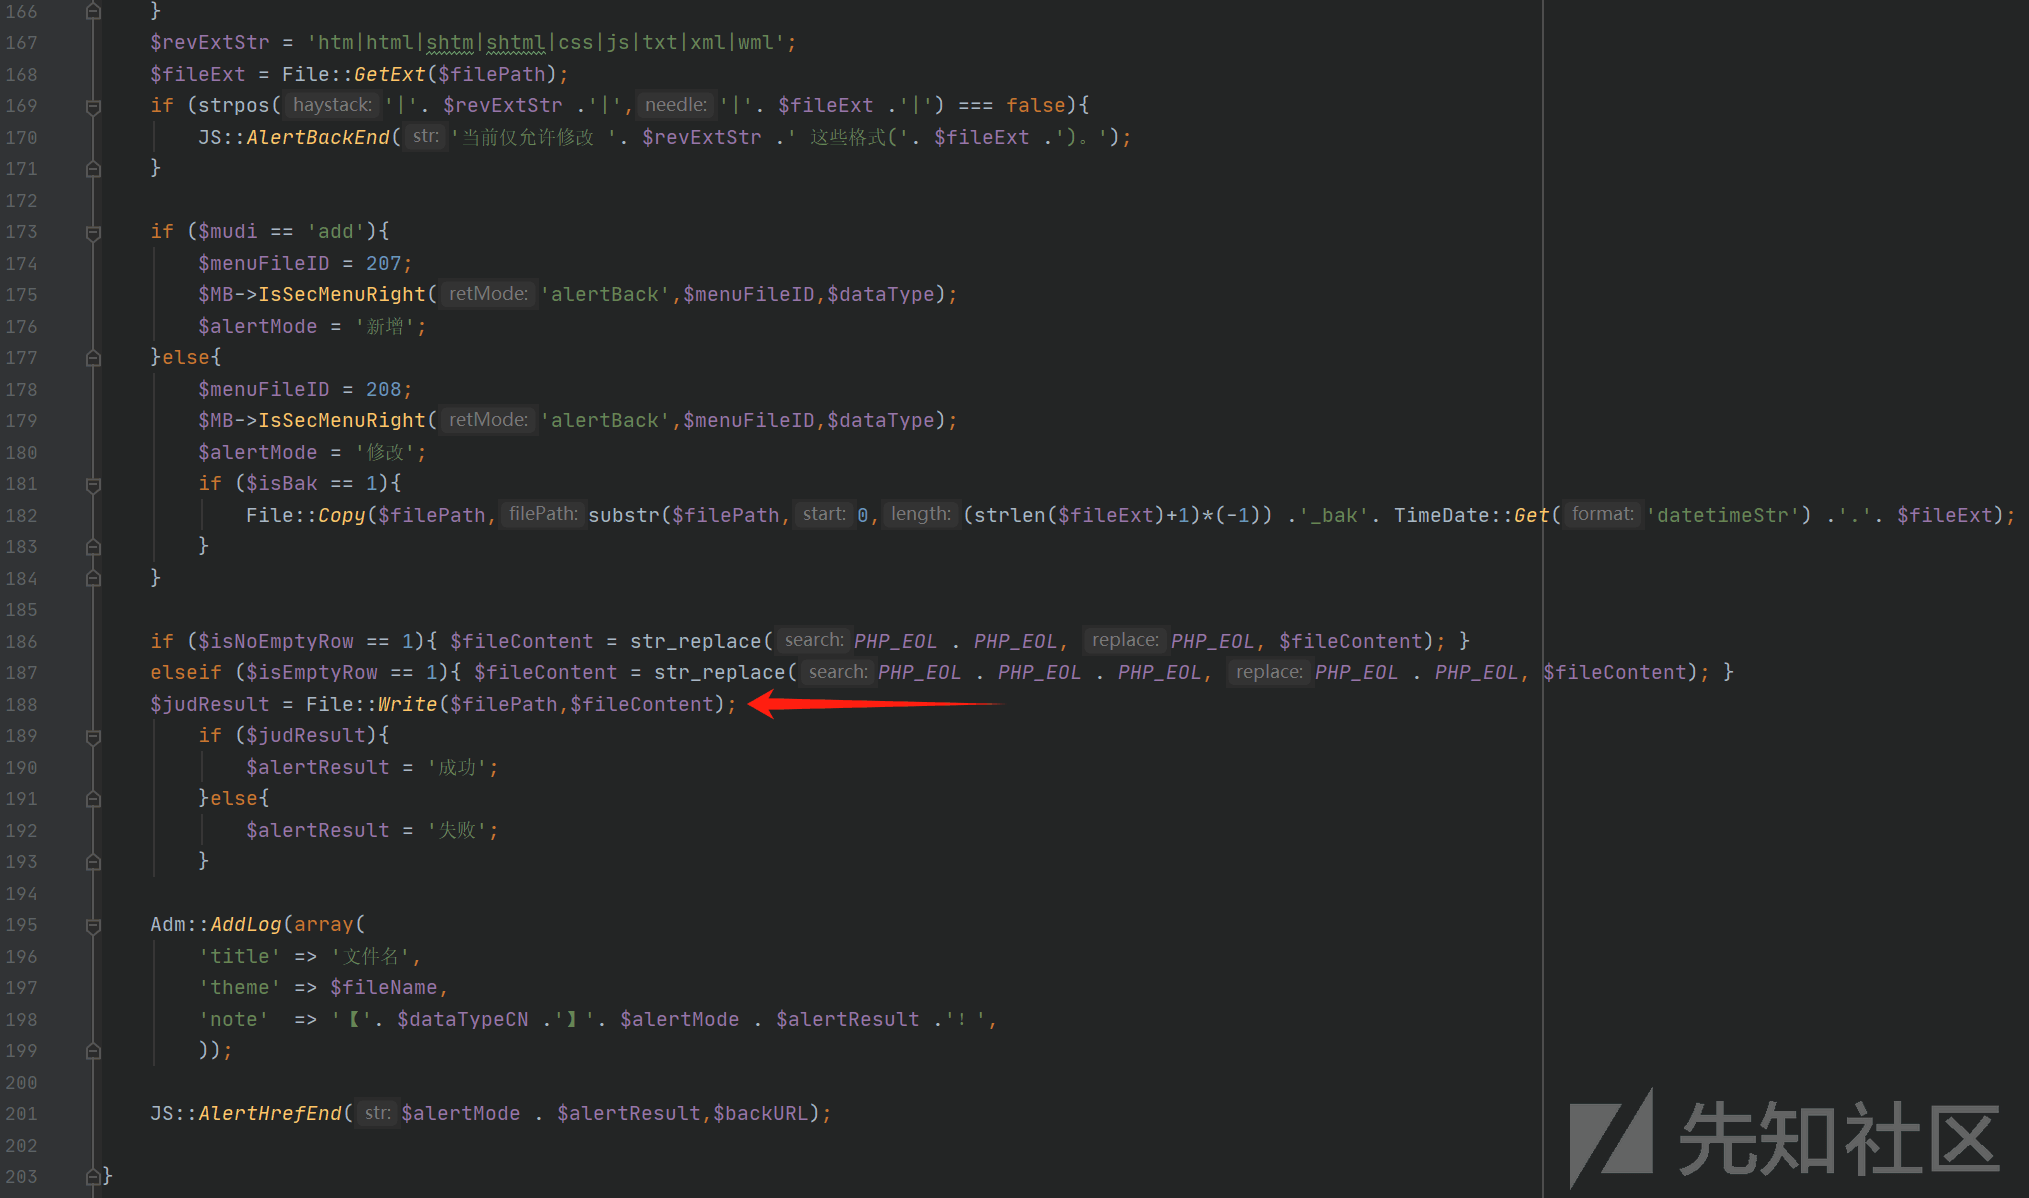 166 }
167 $revExtStr = 'htm|html|shtm|shtml|css|js|txt|xml|wml';
168 $fileExt = File::GetExt($filePath);
169 if (strpos( haystack: '|'. $revExtStr .'|', needle: '|'. $fileExt .'|') === false){
170 JS::AlertBackEnd( str: '当前仅允许修改 '. $revExtStr .' 这些格式('. $fileExt .')。');
171 }
172
173 if ($mudi == 'add'){
174 $menuFileID = 207;
175 $MB->IsSecMenuRight( retMode: 'alertBack',$menuFileID,$dataType);
176 $alertMode = '新增';
177 }else{
178 $menuFileID = 208;
179 $MB->IsSecMenuRight( retMode: 'alertBack',$menuFileID,$dataType);
180 $alertMode = '修改';
181 if ($isBak == 1){
182 File::Copy($filePath, filePath: substr($filePath, start: 0, length: (strlen($fileExt)+1)*(-1)) .'_bak'. TimeDate::Get( format: 'datetimeStr') .'.'. $fileExt);
183 }
184 }
185
186 if ($isNoEmptyRow == 1){ $fileContent = str_replace( search: PHP_EOL . PHP_EOL, replace: PHP_EOL, $fileContent); }
187 elseif ($isEmptyRow == 1){ $fileContent = str_replace( search: PHP_EOL . PHP_EOL . PHP_EOL, replace: PHP_EOL . PHP_EOL, $fileContent); }
188 $judResult = File::Write($filePath,$fileContent);
189 if ($judResult){
190 $alertResult = '成功';
191 }else{
192 $alertResult = '失败';
193 }
194
195 Adm::AddLog(array(
196 'title' => '文件名',
197 'theme' => $fileName,
198 'note' => '【'. $dataTypeCN .'】'. $alertMode . $alertResult .'！',
199 ));
200
201 JS::AlertHrefEnd( str: $alertMode . $alertResult,$backURL);
202
203 }
先知社区